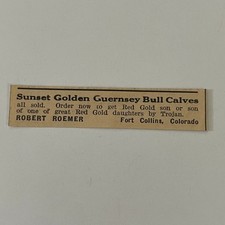 Sunset Golden Guernsey Bull Calves
all sold. Order now to get Red Gold son or son
of one of great Red Gold daughters by Trojan.
ROBERT ROEMER Fort Collins, Colorado